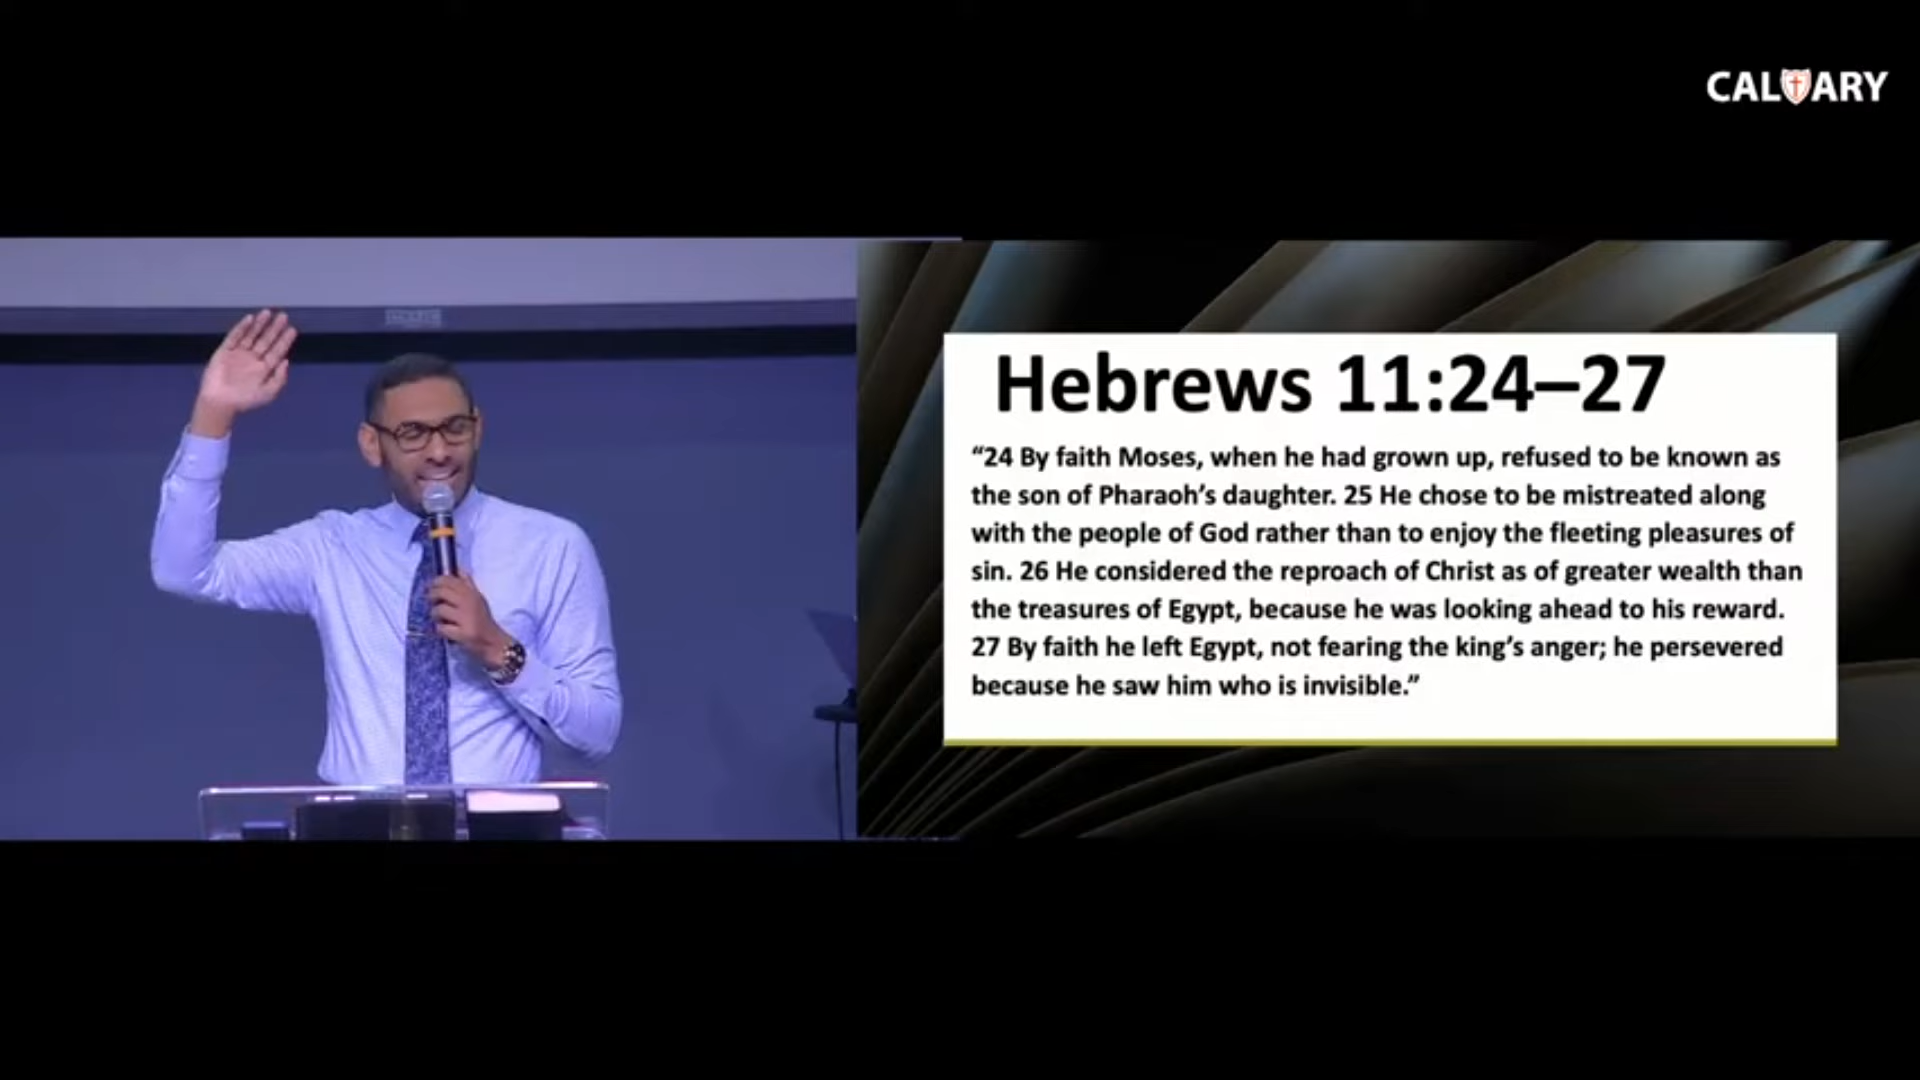 CALVARY
Hebrews 11:24–27
“24 By faith Moses, when he had grown up, refused to be known as
the son of Pharaoh’s daughter. 25 He chose to be mistreated along
with the people of God rather than to enjoy the fleeting pleasures of
sin. 26 He considered the reproach of Christ as of greater wealth than
the treasures of Egypt, because he was looking ahead to his reward.
27 By faith he left Egypt, not fearing the king’s anger; he persevered
because he saw him who is invisible.”